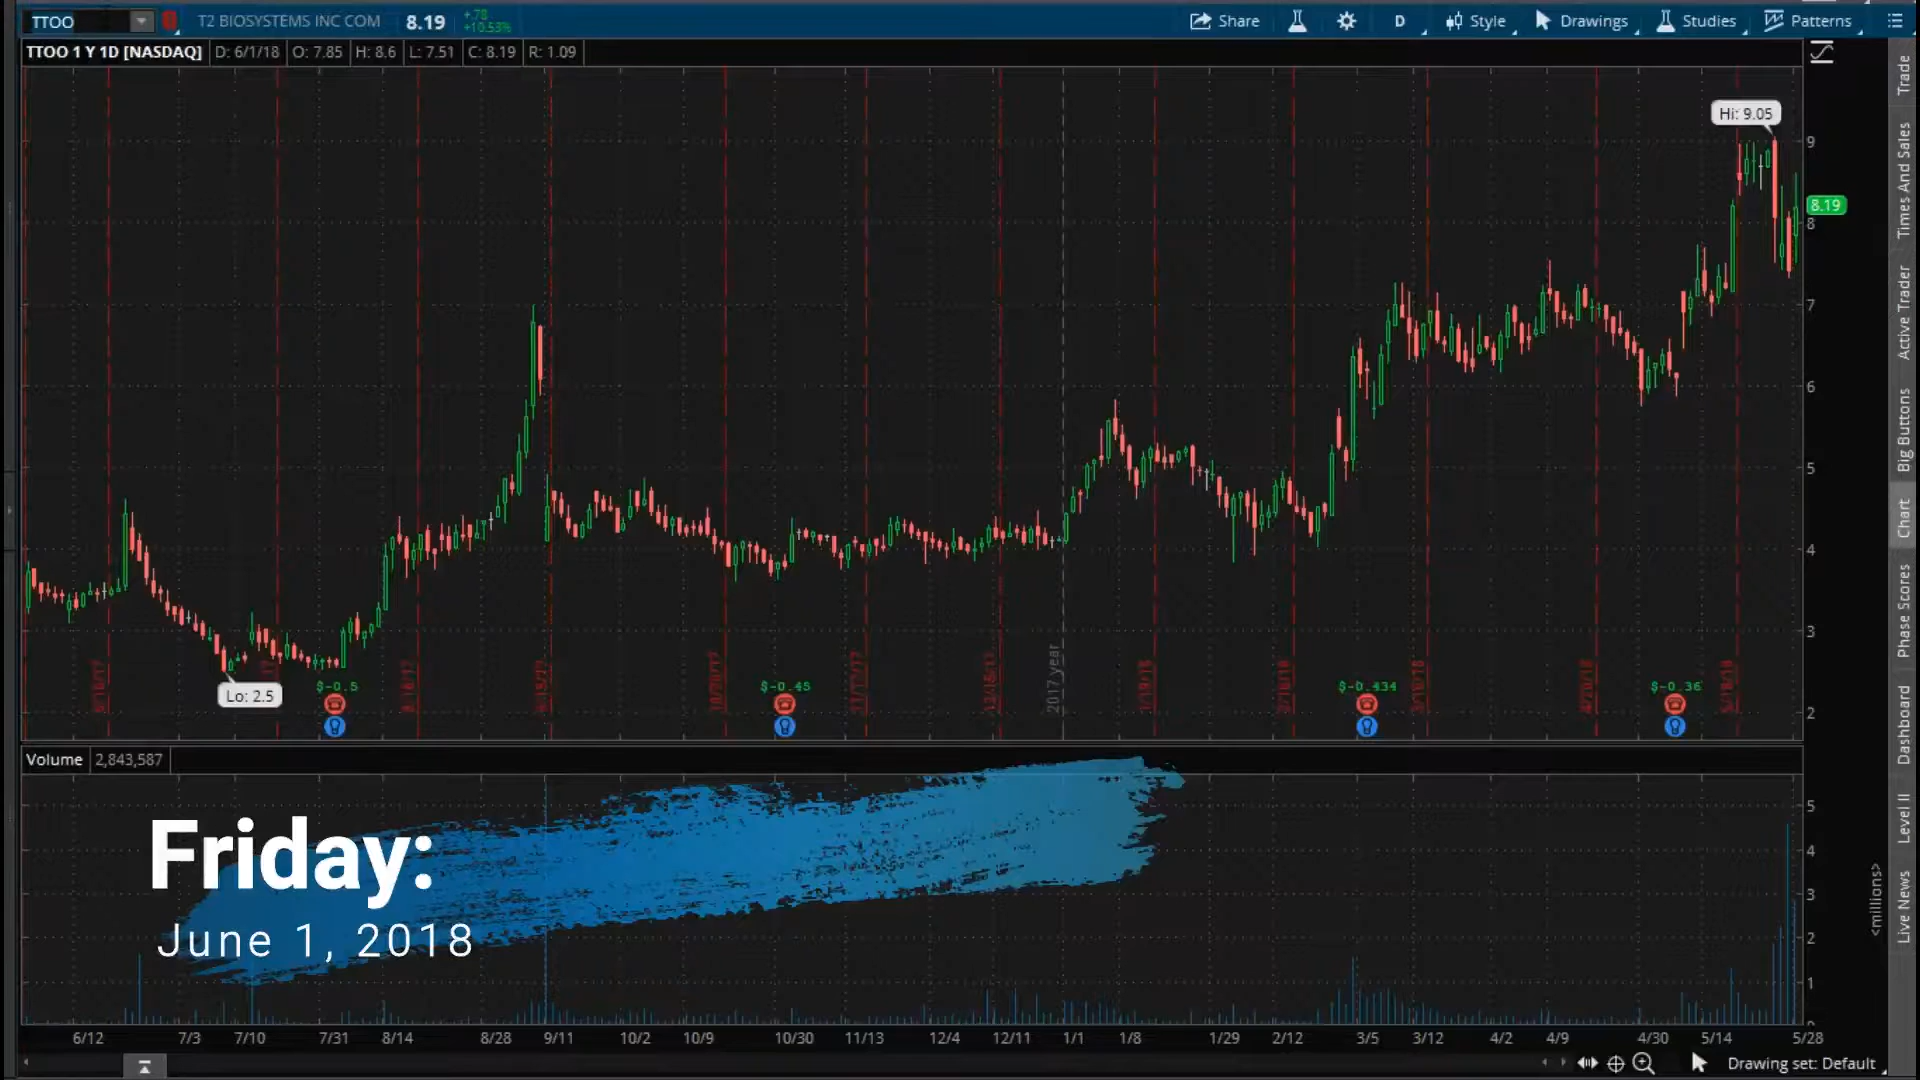 TTOO T2 BIOSYSTEMS INC COM 8.19 +.78 +10.53% Share D Style Drawings Studies Patterns
TTOO 1 Y 1D [NASDAQ] D: 6/1/18 O: 7.85 H: 8.6 L: 7.51 C: 8.19 R: 1.09
Hi: 9.05
9
8.19
8
7
6
5
4
3
2
Lo: 2.5
$-0.5 $-0.45 $-0.434 $-0.36
2017 year
Volume 2,843,587
5
4
3
2
1
<millions>
Friday:
June 1, 2018
6/12 7/3 7/10 7/31 8/14 8/28 9/11 10/2 10/9 10/30 11/13 12/4 12/11 1/1 1/8 1/29 2/12 3/5 3/12 4/2 4/9 4/30 5/14 5/28
Drawing set: Default
Trade
Times And Sales
Active Trader
Big Buttons
Chart
Phase Scores
Dashboard
Level II
Live News